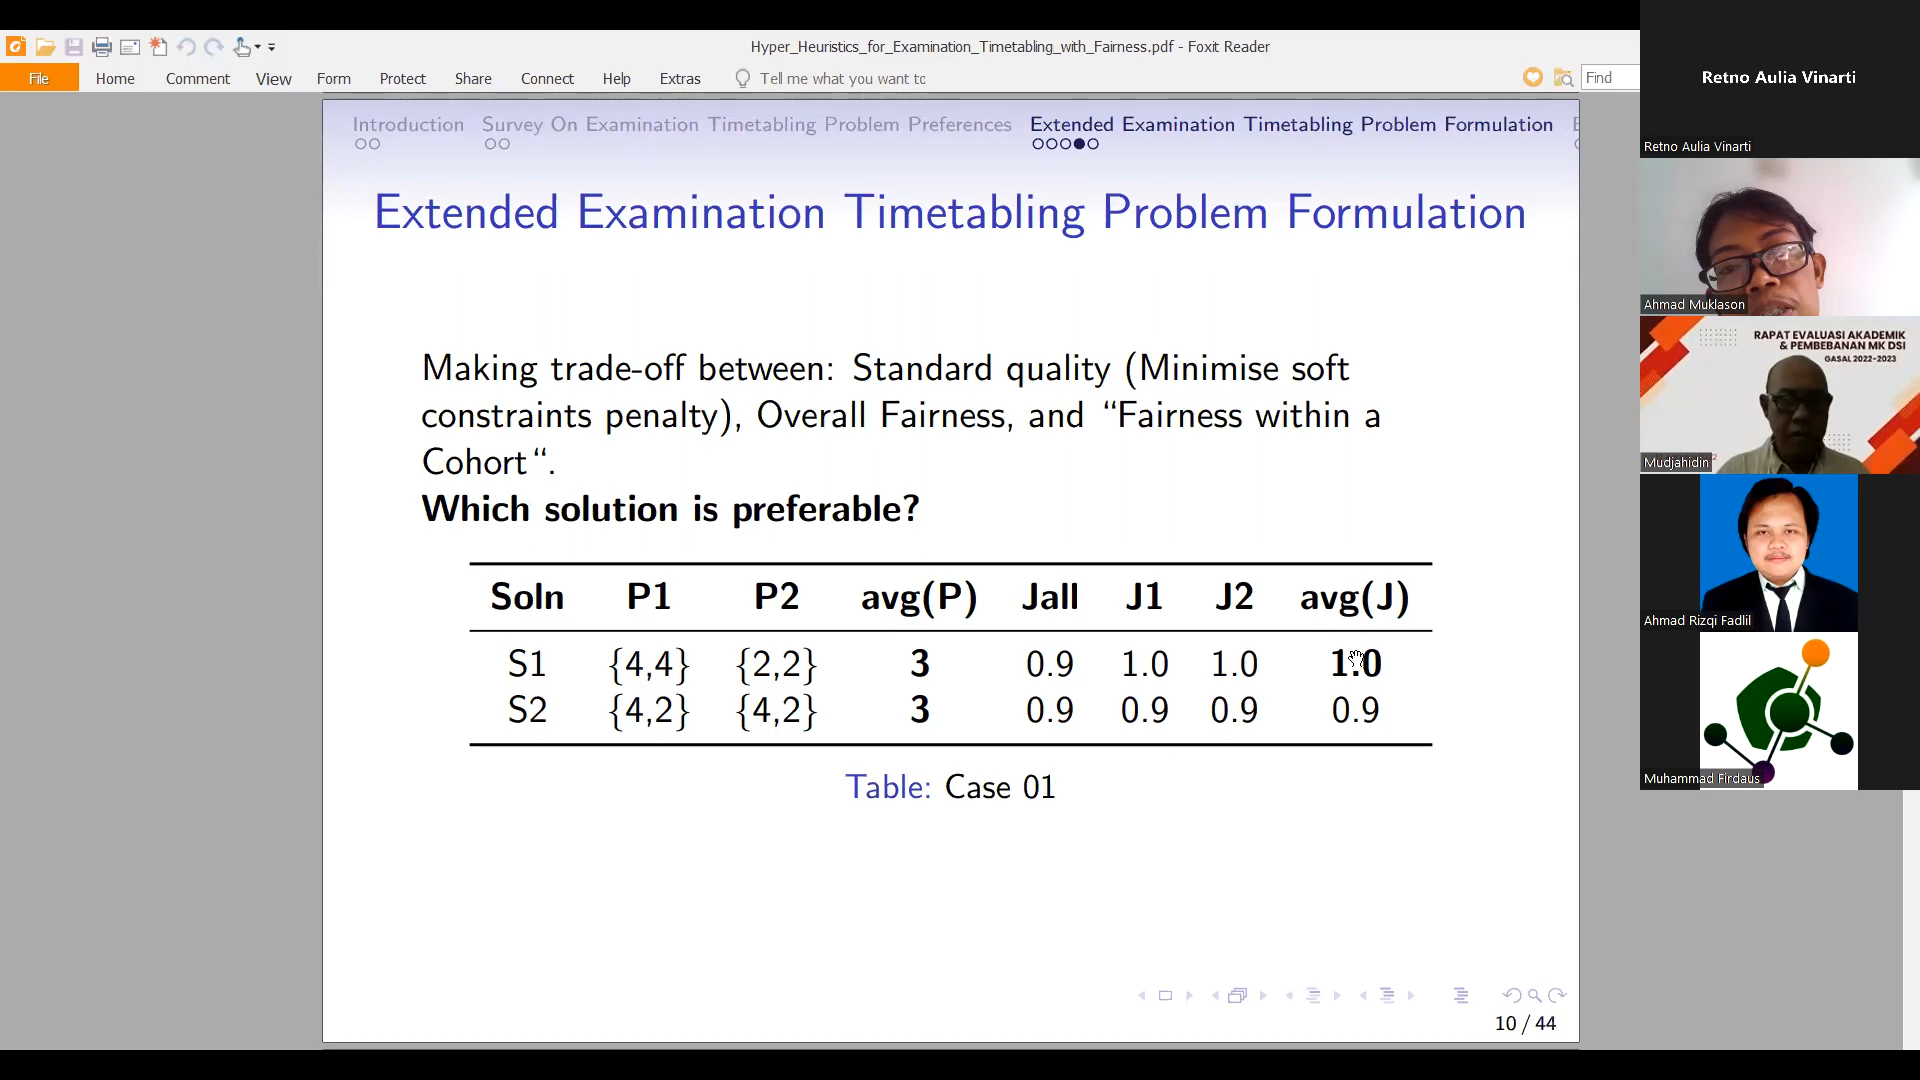 Hyper_Heuristics_for_Examination_Timetabling_with_Fairness.pdf - Foxit Reader
File Home Comment View Form Protect Share Connect Help Extras Tell me what you want to Find
Introduction Survey On Examination Timetabling Problem Preferences Extended Examination Timetabling Problem Formulation
Extended Examination Timetabling Problem Formulation
Making trade-off between: Standard quality (Minimise soft
constraints penalty), Overall Fairness, and “Fairness within a
Cohort“.
Which solution is preferable?
Soln P1 P2 avg(P) Jall J1 J2 avg(J)
S1 {4,4} {2,2} 3 0.9 1.0 1.0 1.0
S2 {4,2} {4,2} 3 0.9 0.9 0.9 0.9
Table: Case 01
10 / 44
Retno Aulia Vinarti
Retno Aulia Vinarti
Ahmad Muklason
RAPAT EVALUASI AKADEMIK
& PEMBEBANAN MK DSI
GASAL 2022-2023
Mudjahidin
Ahmad Rizqi Fadlil
Muhammad Firdaus